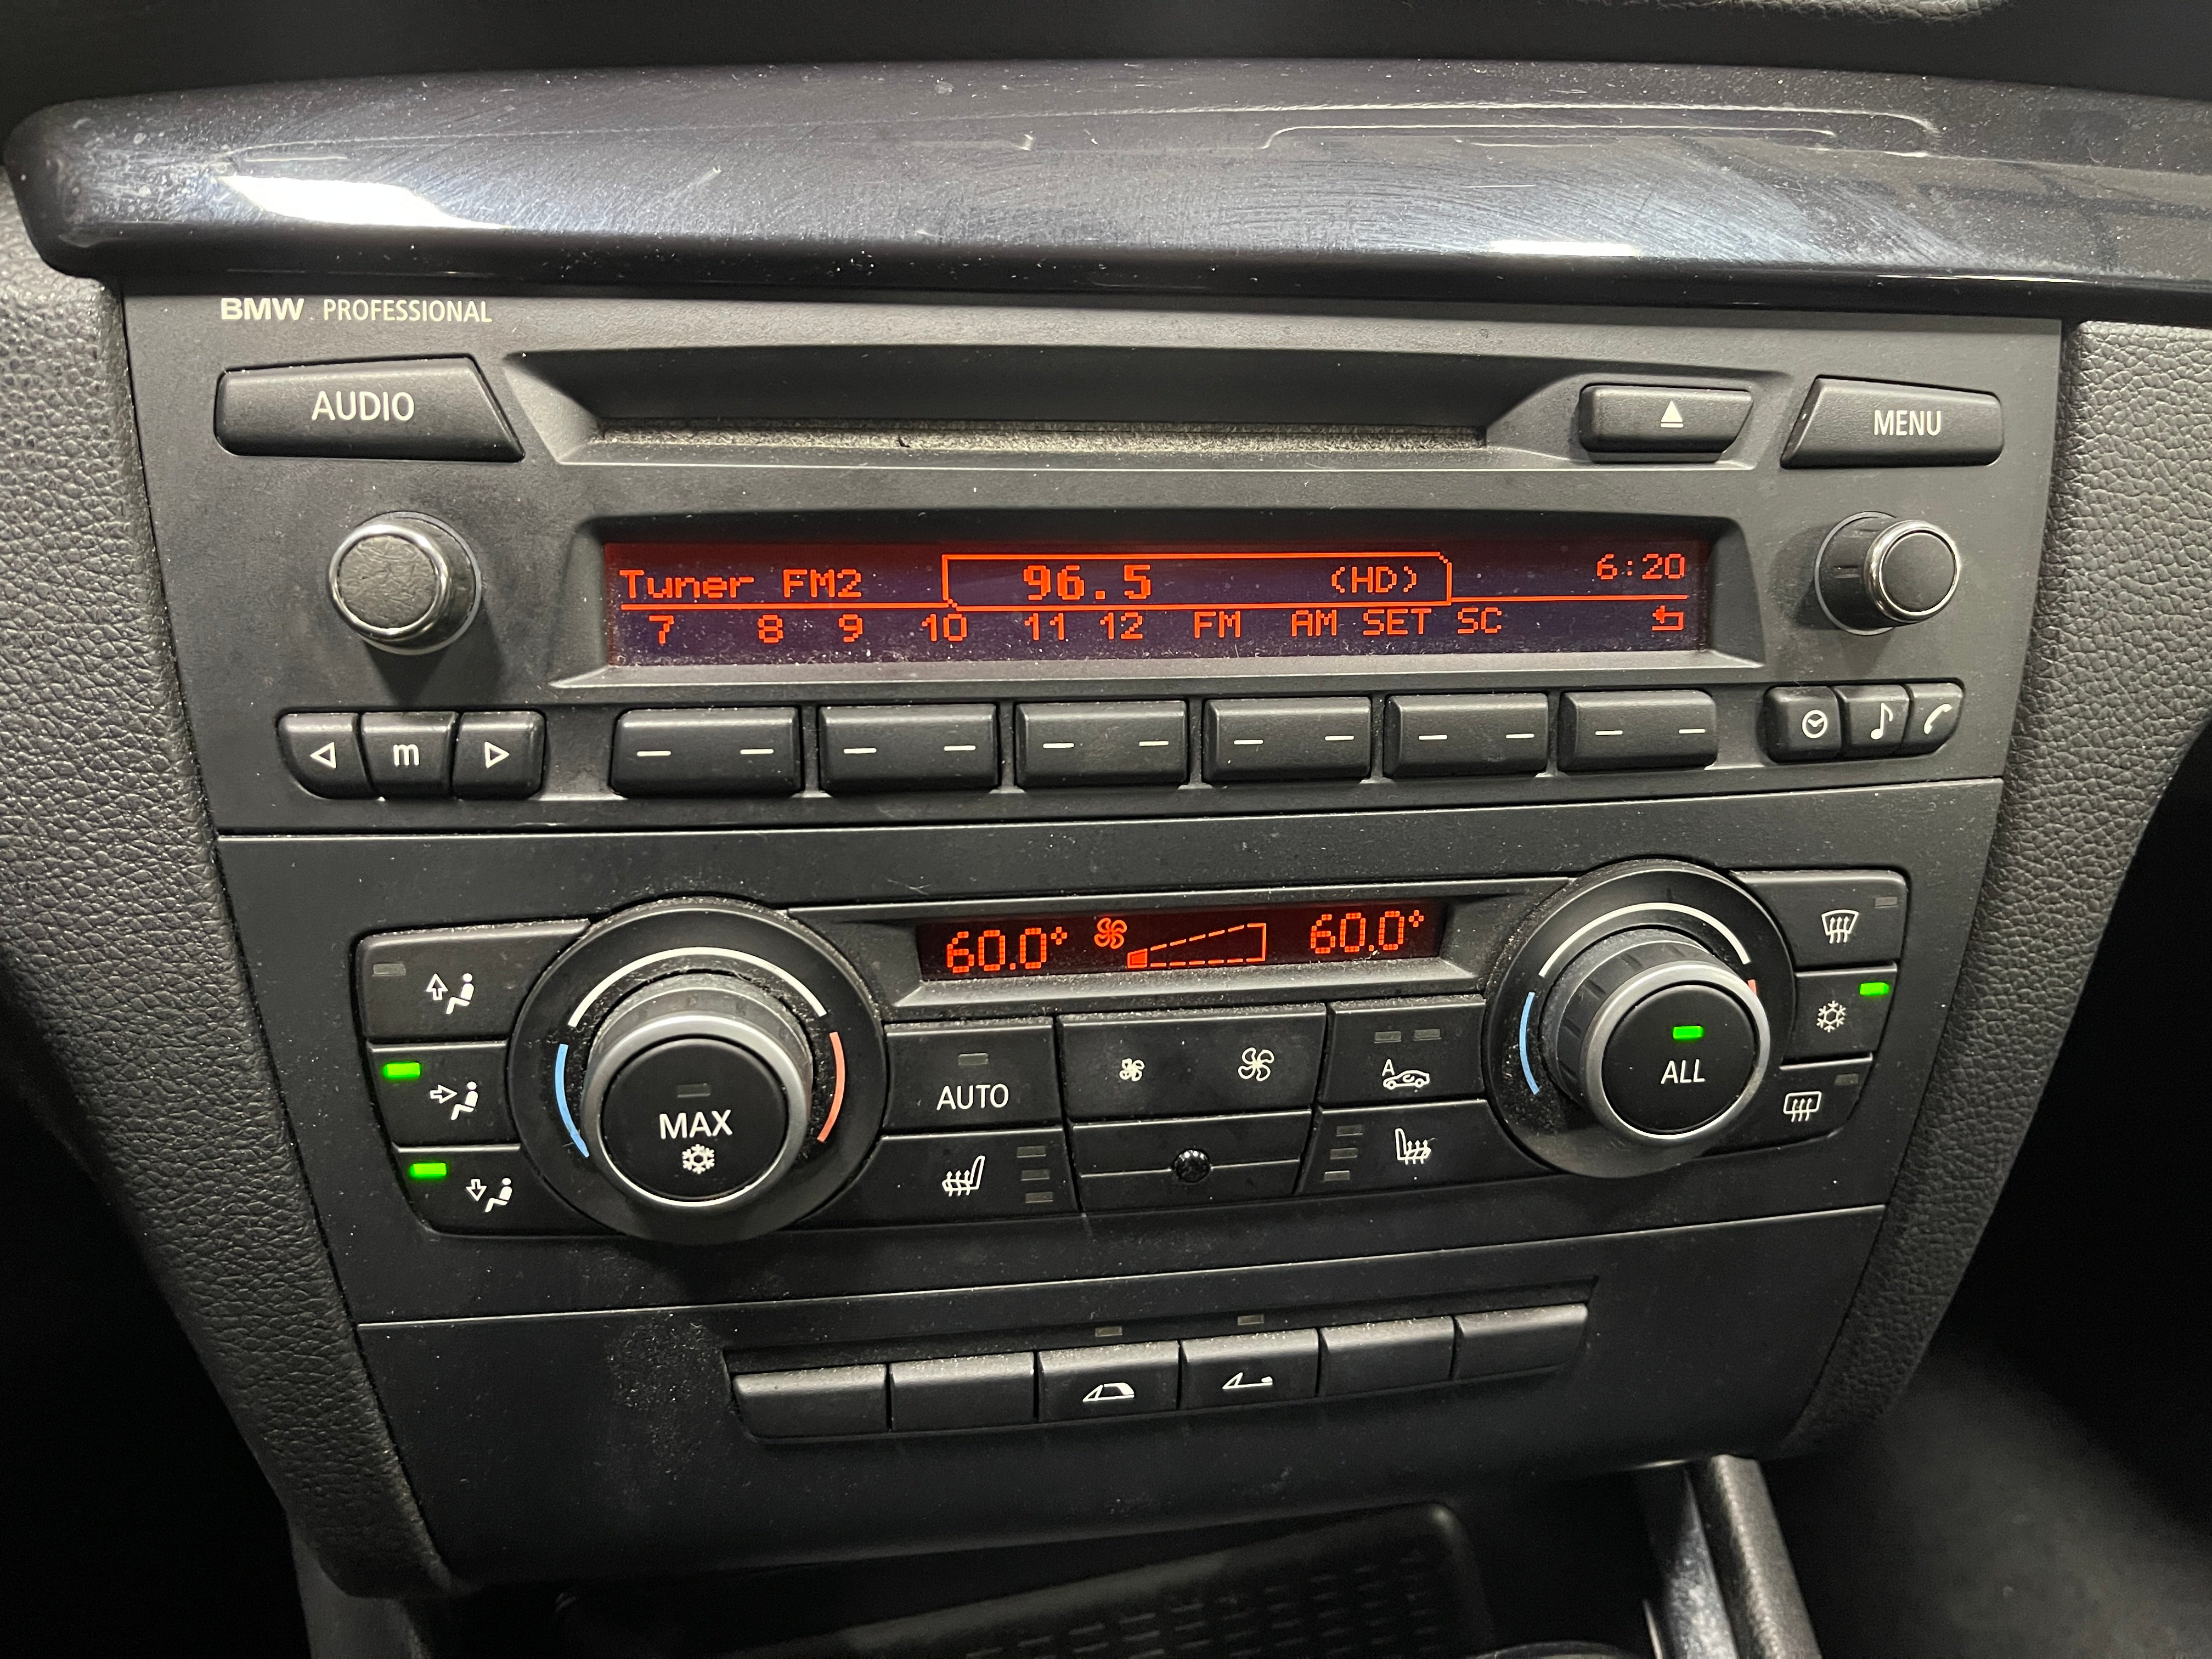 BMW PROFESSIONAL
AUDIO
MENU
Tuner FM2 96.5 (HD) 6:20
7 8 9 10 11 12 FM AM SET SC
m
60.0° 60.0°
MAX
AUTO
A
ALL